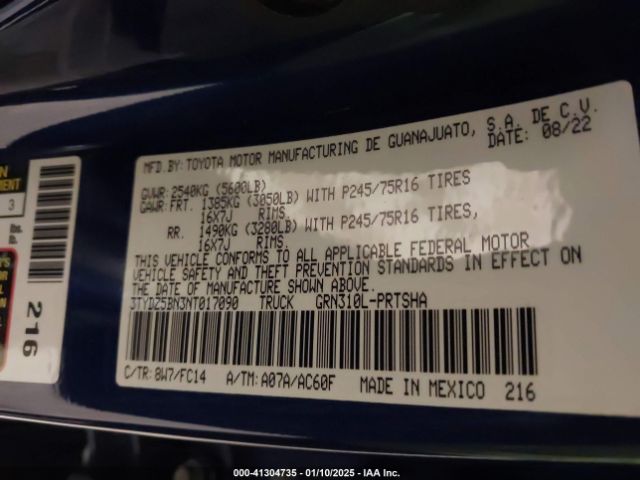 MFD.BY: TOYOTA MOTOR MANUFACTURING DE GUANAJUATO, S.A. DE C.V.
DATE: 08/22
GVWR: 2540KG (5600LB)
GAWR: FRT. 1385KG (3050LB) WITH P245/75R16 TIRES
16X7J RIMS.
RR. 1490KG (3280LB) WITH P245/75R16 TIRES,
16X7J RIMS.
THIS VEHICLE CONFORMS TO ALL APPLICABLE FEDERAL MOTOR
VEHICLE SAFETY AND THEFT PREVENTION STANDARDS IN EFFECT ON
THE DATE OF MANUFACTURE SHOWN ABOVE.
3TYDZ5BN3NT017090 TRUCK GRN310L-PRTSHA
C/TR: 8W7/FC14 A/TM: A07A/AC60F MADE IN MEXICO 216
3
216
000-41304735 — 01/10/2025 — IAA Inc.